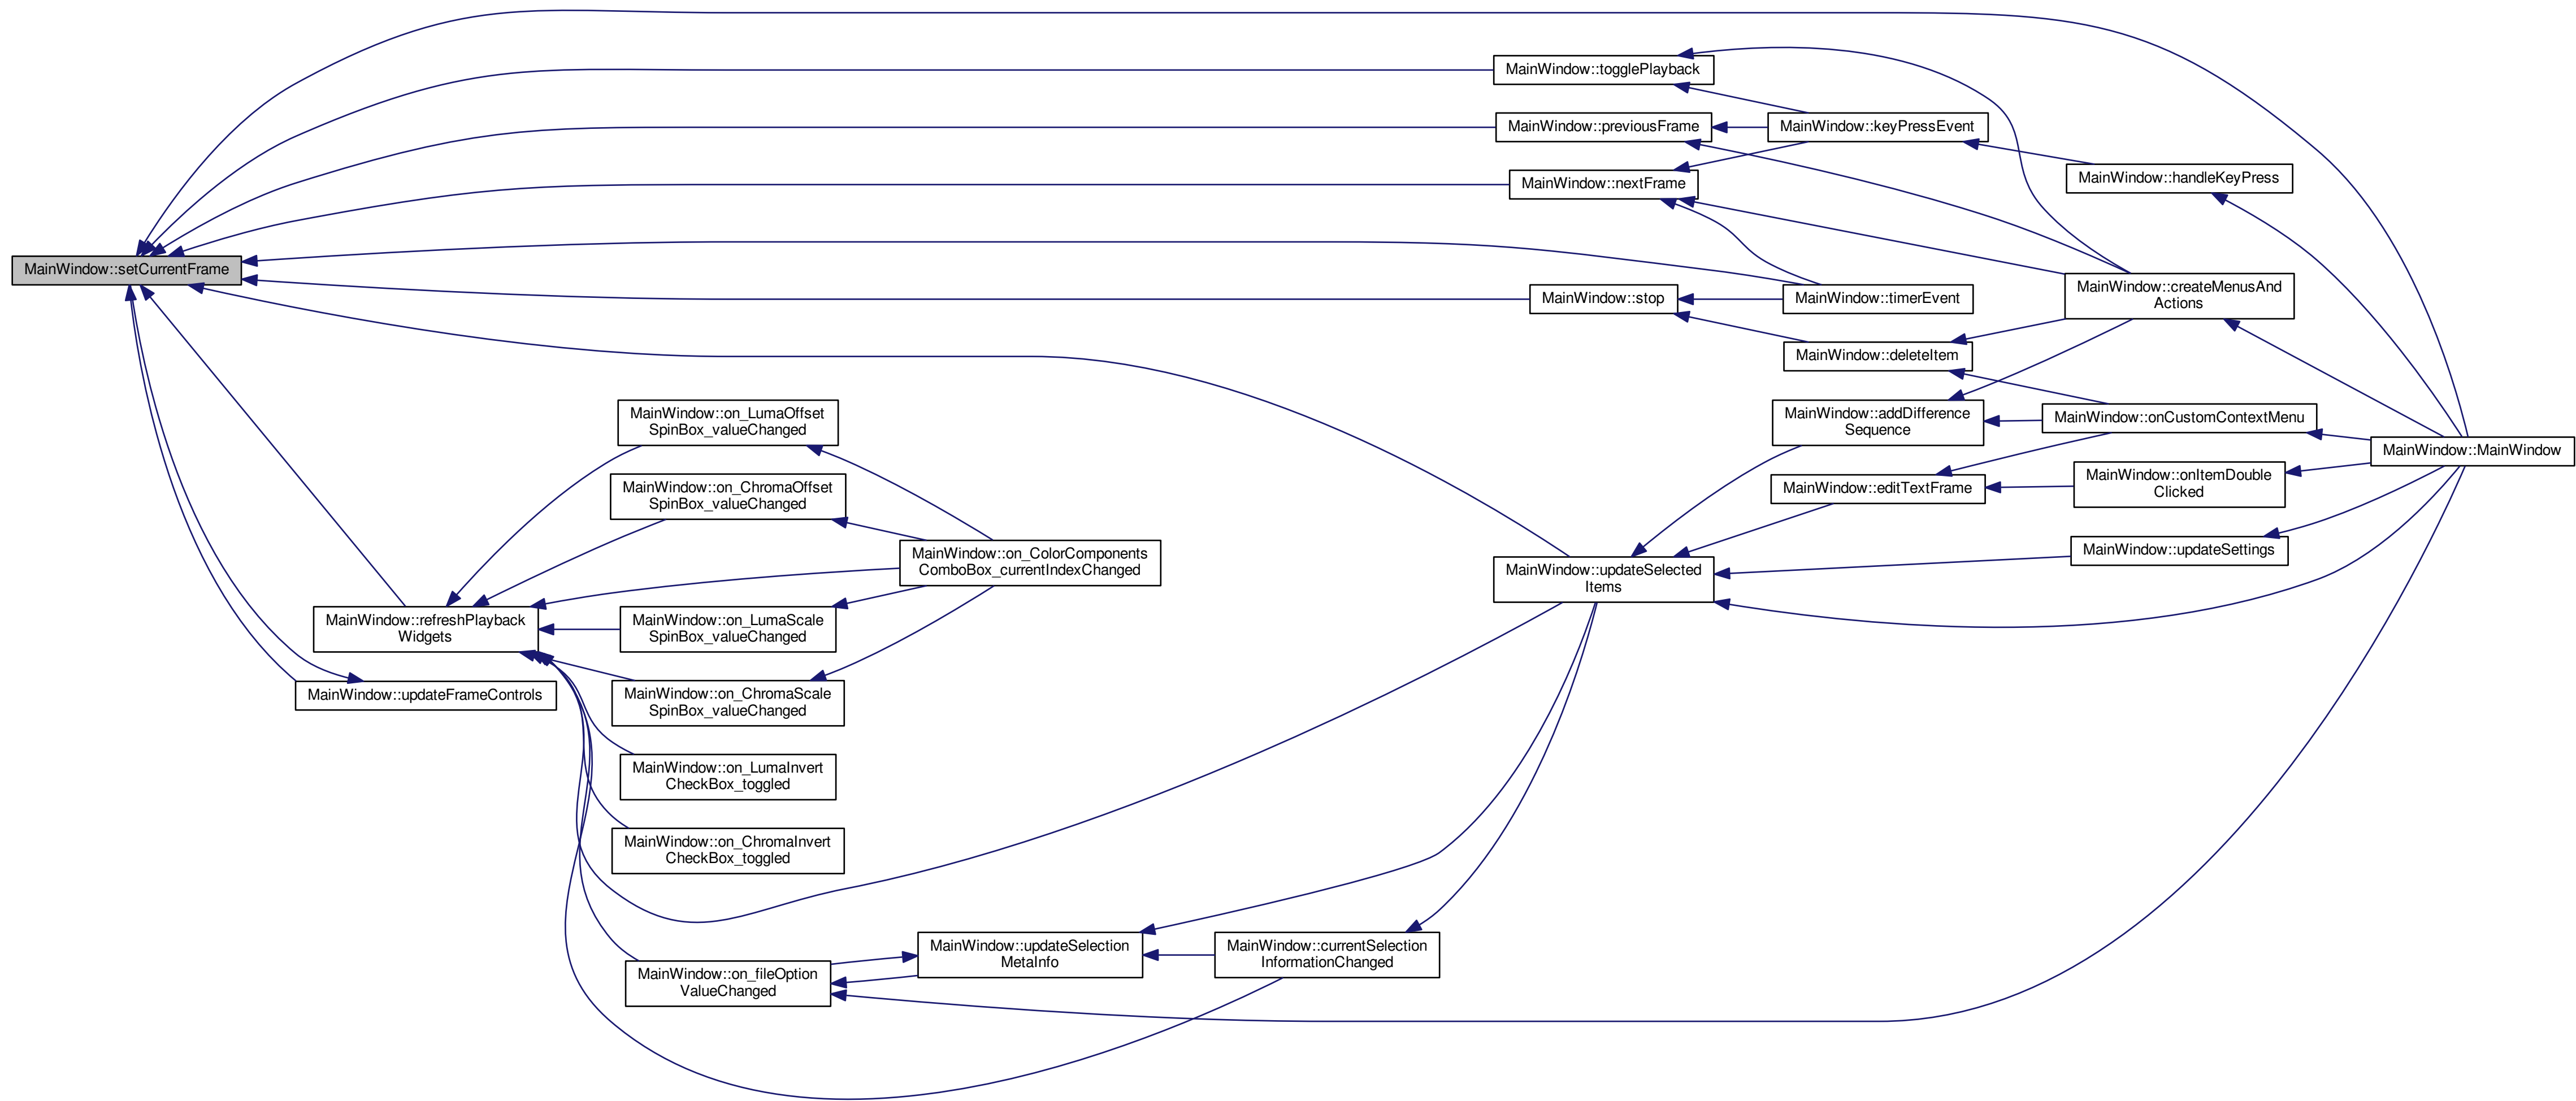 MainWindow::setCurrentFrame
MainWindow::togglePlayback
MainWindow::previousFrame
MainWindow::keyPressEvent
MainWindow::nextFrame
MainWindow::handleKeyPress
MainWindow::stop
MainWindow::timerEvent
MainWindow::createMenusAnd
Actions
MainWindow::deleteItem
MainWindow::addDifference
Sequence
MainWindow::onCustomContextMenu
MainWindow::MainWindow
MainWindow::editTextFrame
MainWindow::onItemDouble
Clicked
MainWindow::updateSettings
MainWindow::updateSelected
Items
MainWindow::on_LumaOffset
SpinBox_valueChanged
MainWindow::on_ChromaOffset
SpinBox_valueChanged
MainWindow::on_ColorComponents
ComboBox_currentIndexChanged
MainWindow::refreshPlayback
Widgets
MainWindow::on_LumaScale
SpinBox_valueChanged
MainWindow::updateFrameControls
MainWindow::on_ChromaScale
SpinBox_valueChanged
MainWindow::on_LumaInvert
CheckBox_toggled
MainWindow::on_ChromaInvert
CheckBox_toggled
MainWindow::updateSelection
MetaInfo
MainWindow::currentSelection
InformationChanged
MainWindow::on_fileOption
ValueChanged